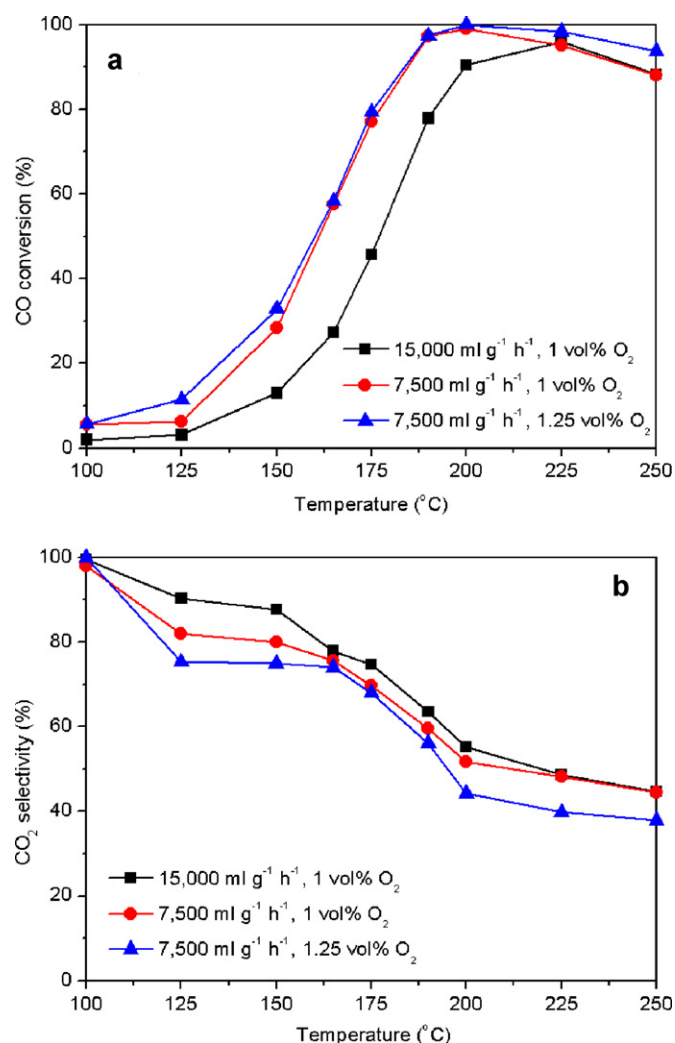 a
100
80
60
40
20
0
CO conversion (%)
15,000 ml g⁻¹ h⁻¹, 1 vol% O₂
7,500 ml g⁻¹ h⁻¹, 1 vol% O₂
7,500 ml g⁻¹ h⁻¹, 1.25 vol% O₂
100 125 150 175 200 225 250
Temperature (°C)
b
100
80
60
40
20
0
CO₂ selectivity (%)
15,000 ml g⁻¹ h⁻¹, 1 vol% O₂
7,500 ml g⁻¹ h⁻¹, 1 vol% O₂
7,500 ml g⁻¹ h⁻¹, 1.25 vol% O₂
100 125 150 175 200 225 250
Temperature (°C)